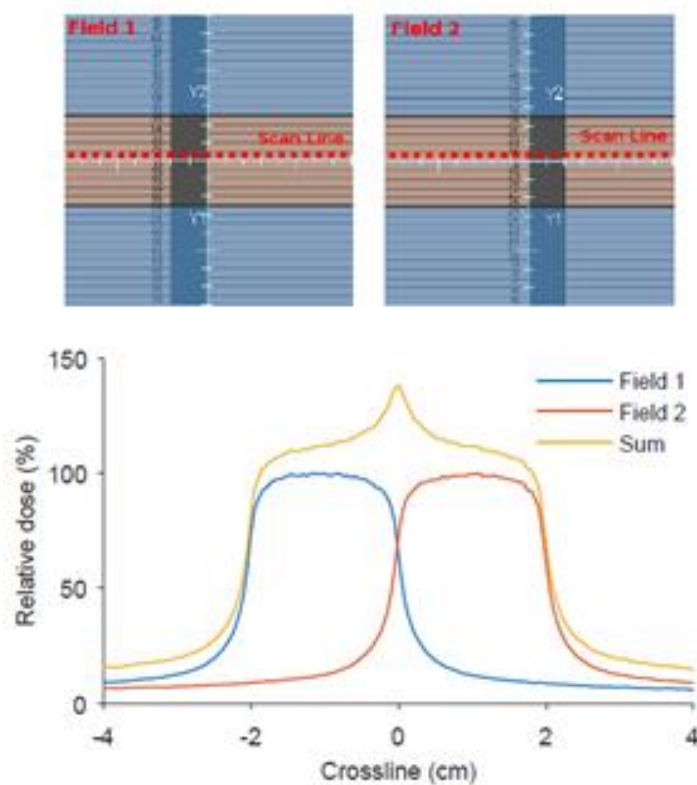 Field 1
Field 2
Y2
Y2
Scan Line
Scan Line
Y1
Y1
150
Field 1
Field 2
Sum
100
50
0
Relative dose (%)
-4
-2
0
2
4
Crossline (cm)